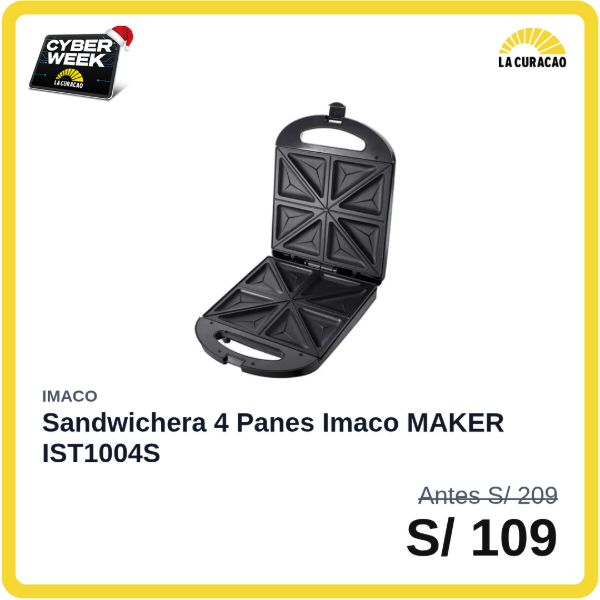 CYBER
WEEK
LA CURACAO
LA CURACAO
IMACO
Sandwichera 4 Panes Imaco MAKER
IST1004S
Antes S/ 209
S/ 109